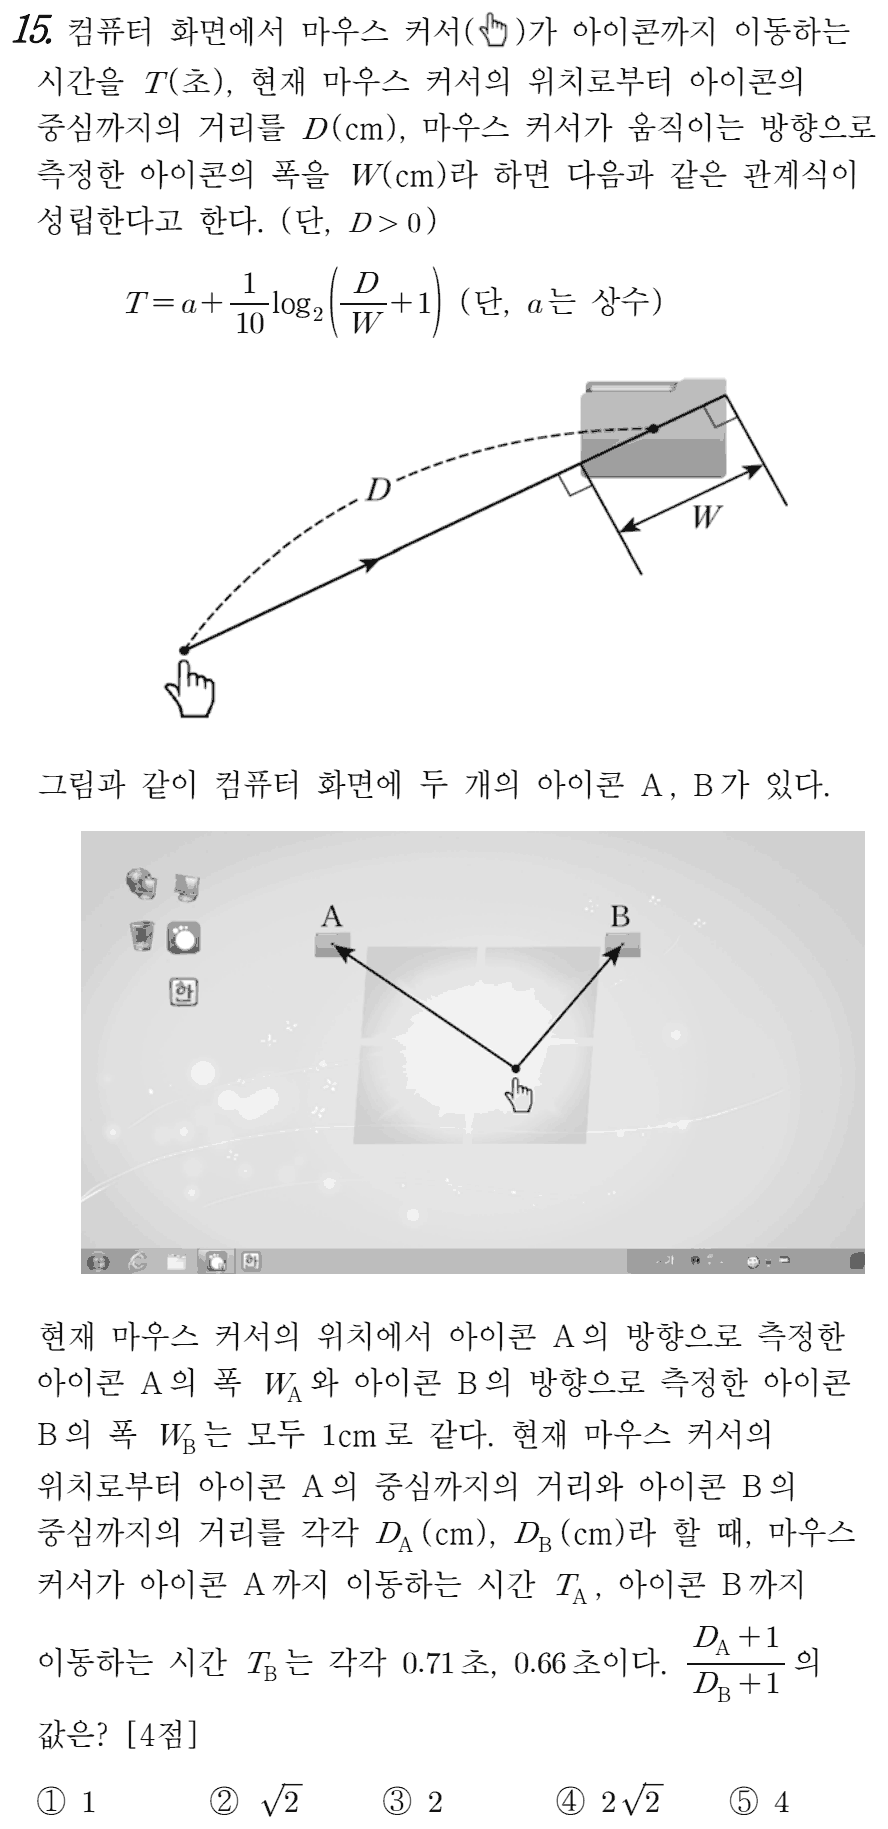 15. 컴퓨터 화면에서 마우스 커서( )가 아이콘까지 이동하는
시간을 T(초), 현재 마우스 커서의 위치로부터 아이콘의
중심까지의 거리를 D(cm), 마우스 커서가 움직이는 방향으로
측정한 아이콘의 폭을 W(cm)라 하면 다음과 같은 관계식이
성립한다고 한다. (단, D > 0)
T = a + 1/10 log₂(D/W + 1) (단, a는 상수)
D
W
그림과 같이 컴퓨터 화면에 두 개의 아이콘 A, B가 있다.
A B
한
한
현재 마우스 커서의 위치에서 아이콘 A의 방향으로 측정한
아이콘 A의 폭 W_A와 아이콘 B의 방향으로 측정한 아이콘
B의 폭 W_B는 모두 1cm로 같다. 현재 마우스 커서의
위치로부터 아이콘 A의 중심까지의 거리와 아이콘 B의
중심까지의 거리를 각각 D_A(cm), D_B(cm)라 할 때, 마우스
커서가 아이콘 A까지 이동하는 시간 T_A, 아이콘 B까지
이동하는 시간 T_B는 각각 0.71초, 0.66초이다. (D_A + 1)/(D_B + 1)의
값은? [4점]
① 1 ② √2 ③ 2 ④ 2√2 ⑤ 4